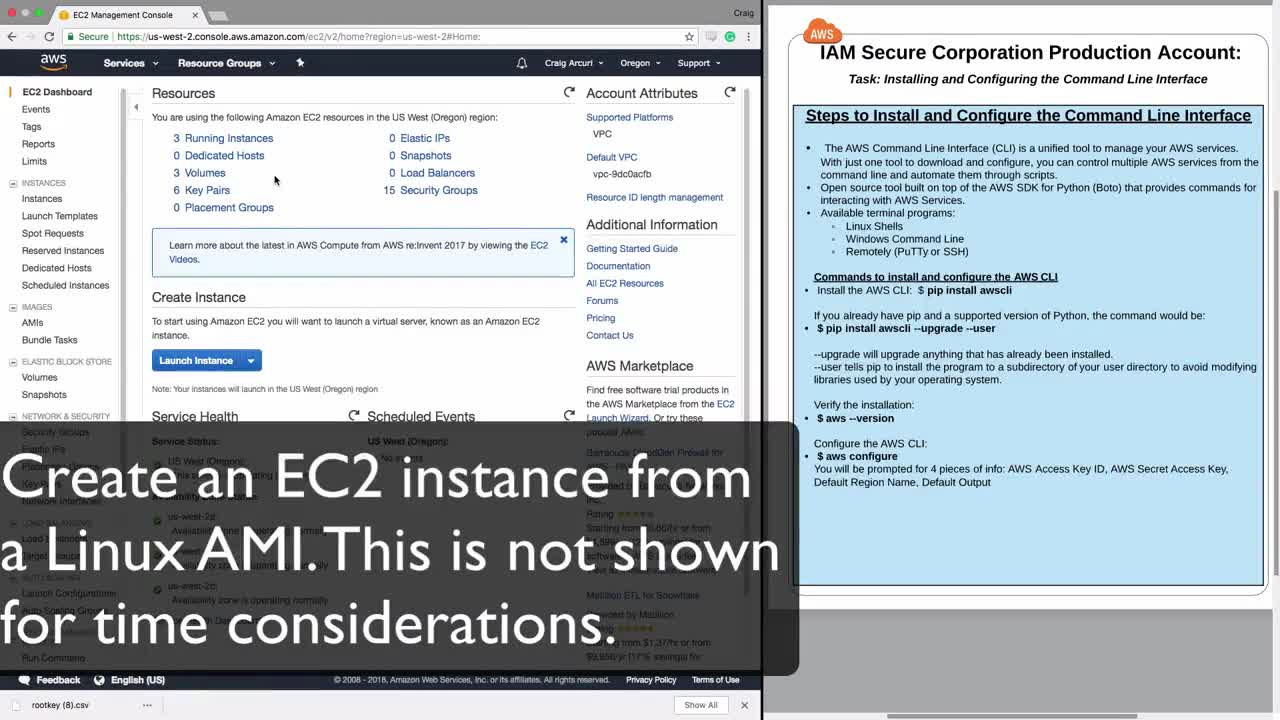 EC2 Management Console
Craig
Secure
https://us-west-2.console.aws.amazon.com/ec2/v2/home?region=us-west-2#Home:
aws
Services
Resource Groups
Craig Arcuri
Oregon
Support
EC2 Dashboard
Events
Tags
Reports
Limits
INSTANCES
Instances
Launch Templates
Spot Requests
Reserved Instances
Dedicated Hosts
Scheduled Instances
IMAGES
AMIs
Bundle Tasks
ELASTIC BLOCK STORE
Volumes
Snapshots
NETWORK & SECURITY
Security Groups
Resources
You are using the following Amazon EC2 resources in the US West (Oregon) region:
3 Running Instances
0 Elastic IPs
0 Dedicated Hosts
0 Snapshots
3 Volumes
0 Load Balancers
6 Key Pairs
15 Security Groups
0 Placement Groups
Learn more about the latest in AWS Compute from AWS re:Invent 2017 by viewing the EC2
Videos.
Create Instance
To start using Amazon EC2 you will want to launch a virtual server, known as an Amazon EC2
instance.
Launch Instance
Note: Your instances will launch in the US West (Oregon) region
Service Health
Scheduled Events
Service Status:
US West (Oregon):
Account Attributes
Supported Platforms
VPC
Default VPC
vpc-9dc0acfb
Resource ID length management
Additional Information
Getting Started Guide
Documentation
All EC2 Resources
Forums
Pricing
Contact Us
AWS Marketplace
Find free software trial products in
the AWS Marketplace from the EC2
Launch Wizard. Or try these
popular AMIs:
Create an EC2 instance from
a Linux AMI. This is not shown
for time considerations.
Run Command
Feedback
English (US)
© 2008 - 2018, Amazon Web Services, Inc. or its affiliates. All rights reserved.
Privacy Policy
Terms of Use
rootkey (8).csv
Show All
AWS
IAM Secure Corporation Production Account:
Task: Installing and Configuring the Command Line Interface
Steps to Install and Configure the Command Line Interface
• The AWS Command Line Interface (CLI) is a unified tool to manage your AWS services.
With just one tool to download and configure, you can control multiple AWS services from the
command line and automate them through scripts.
• Open source tool built on top of the AWS SDK for Python (Boto) that provides commands for
interacting with AWS Services.
• Available terminal programs:
◦ Linux Shells
◦ Windows Command Line
◦ Remotely (PuTTy or SSH)
Commands to install and configure the AWS CLI
• Install the AWS CLI: $ pip install awscli
If you already have pip and a supported version of Python, the command would be:
• $ pip install awscli --upgrade --user
--upgrade will upgrade anything that has already been installed.
--user tells pip to install the program to a subdirectory of your user directory to avoid modifying
libraries used by your operating system.
Verify the installation:
• $ aws --version
Configure the AWS CLI:
• $ aws configure
You will be prompted for 4 pieces of info: AWS Access Key ID, AWS Secret Access Key,
Default Region Name, Default Output